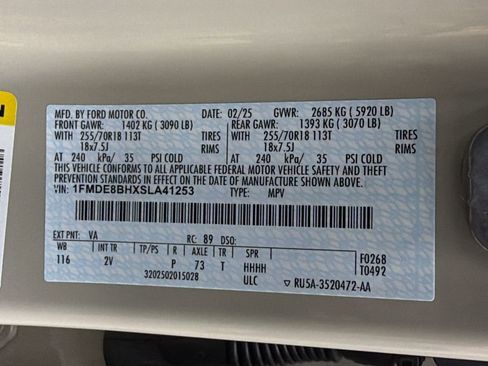 MFD. BY FORD MOTOR CO. DATE: 02/25 GVWR: 2685 KG (5920 LB)
FRONT GAWR: 1402 KG (3090 LB) REAR GAWR: 1393 KG (3070 LB)
WITH 255/70R18 113T TIRES WITH 255/70R18 113T TIRES
18x7.5J RIMS 18x7.5J RIMS
AT 240 kPa/ 35 PSI COLD AT 240 kPa/ 35 PSI COLD
THIS VEHICLE CONFORMS TO ALL APPLICABLE FEDERAL MOTOR VEHICLE SAFETY AND THEFT
PREVENTION STANDARDS IN EFFECT ON THE DATE OF MANUFACTURE SHOWN ABOVE.
VIN: 1FMDE8BHXSLA41253 TYPE: MPV
EXT PNT: VA RC: 89 DSO:
WB INT TR TP/PS R AXLE TR SPR F0268
116 2V P 73 T HHHH T0492
3202502015028 ULC RU5A-3520472-AA